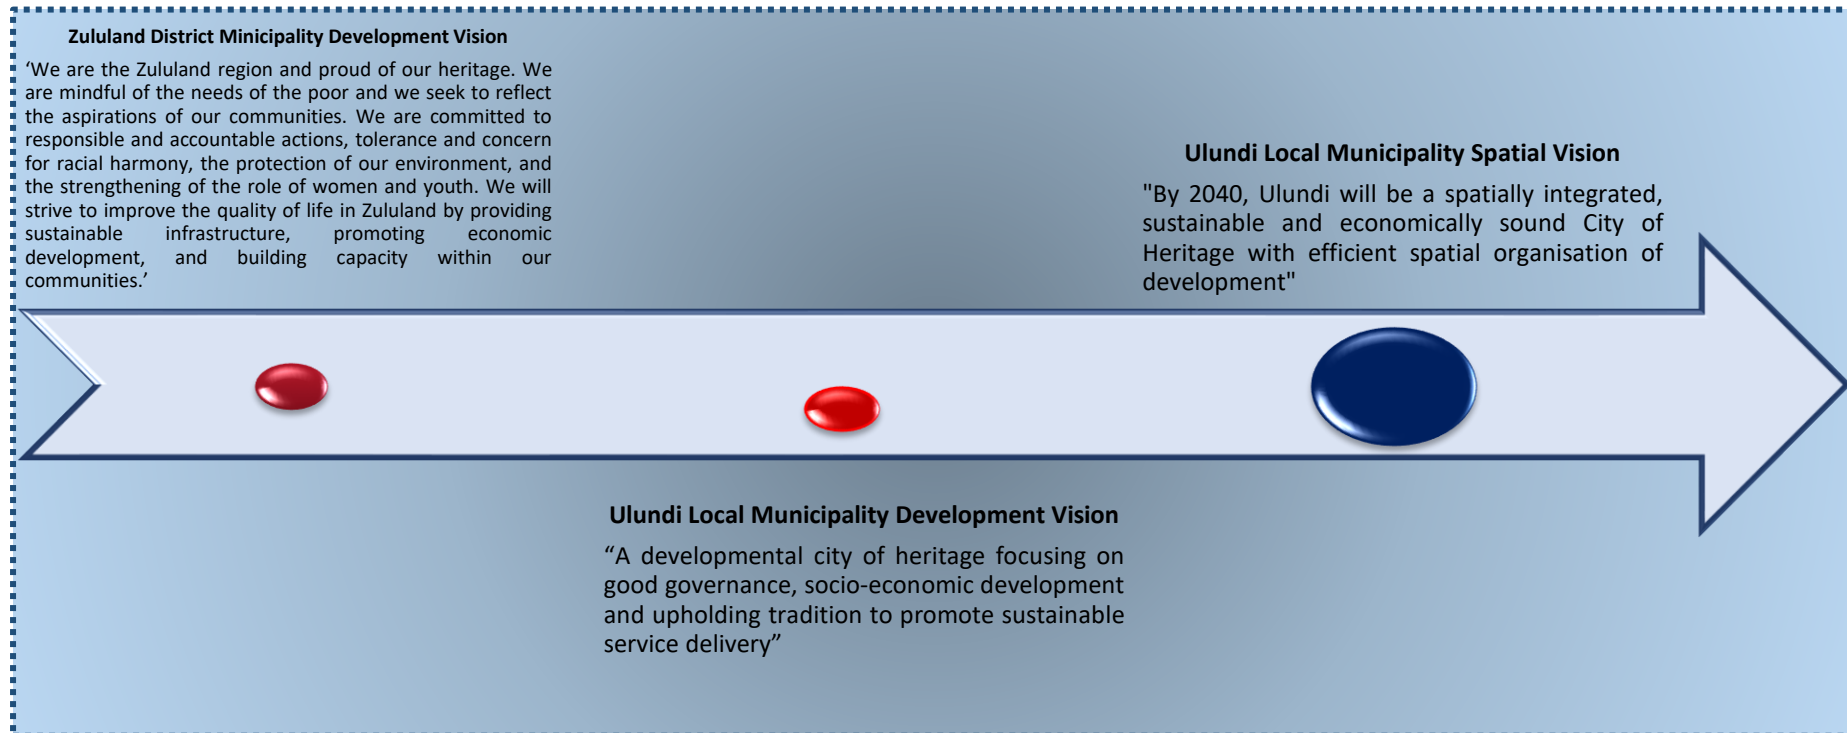 Zululand District Minicipality Development Vision
‘We are the Zululand region and proud of our heritage. We
are mindful of the needs of the poor and we seek to reflect
the aspirations of our communities. We are committed to
responsible and accountable actions, tolerance and concern
for racial harmony, the protection of our environment, and
the strengthening of the role of women and youth. We will
strive to improve the quality of life in Zululand by providing
sustainable infrastructure, promoting economic
development, and building capacity within our
communities.’
Ulundi Local Municipality Development Vision
“A developmental city of heritage focusing on
good governance, socio-economic development
and upholding tradition to promote sustainable
service delivery”
Ulundi Local Municipality Spatial Vision
"By 2040, Ulundi will be a spatially integrated,
sustainable and economically sound City of
Heritage with efficient spatial organisation of
development"